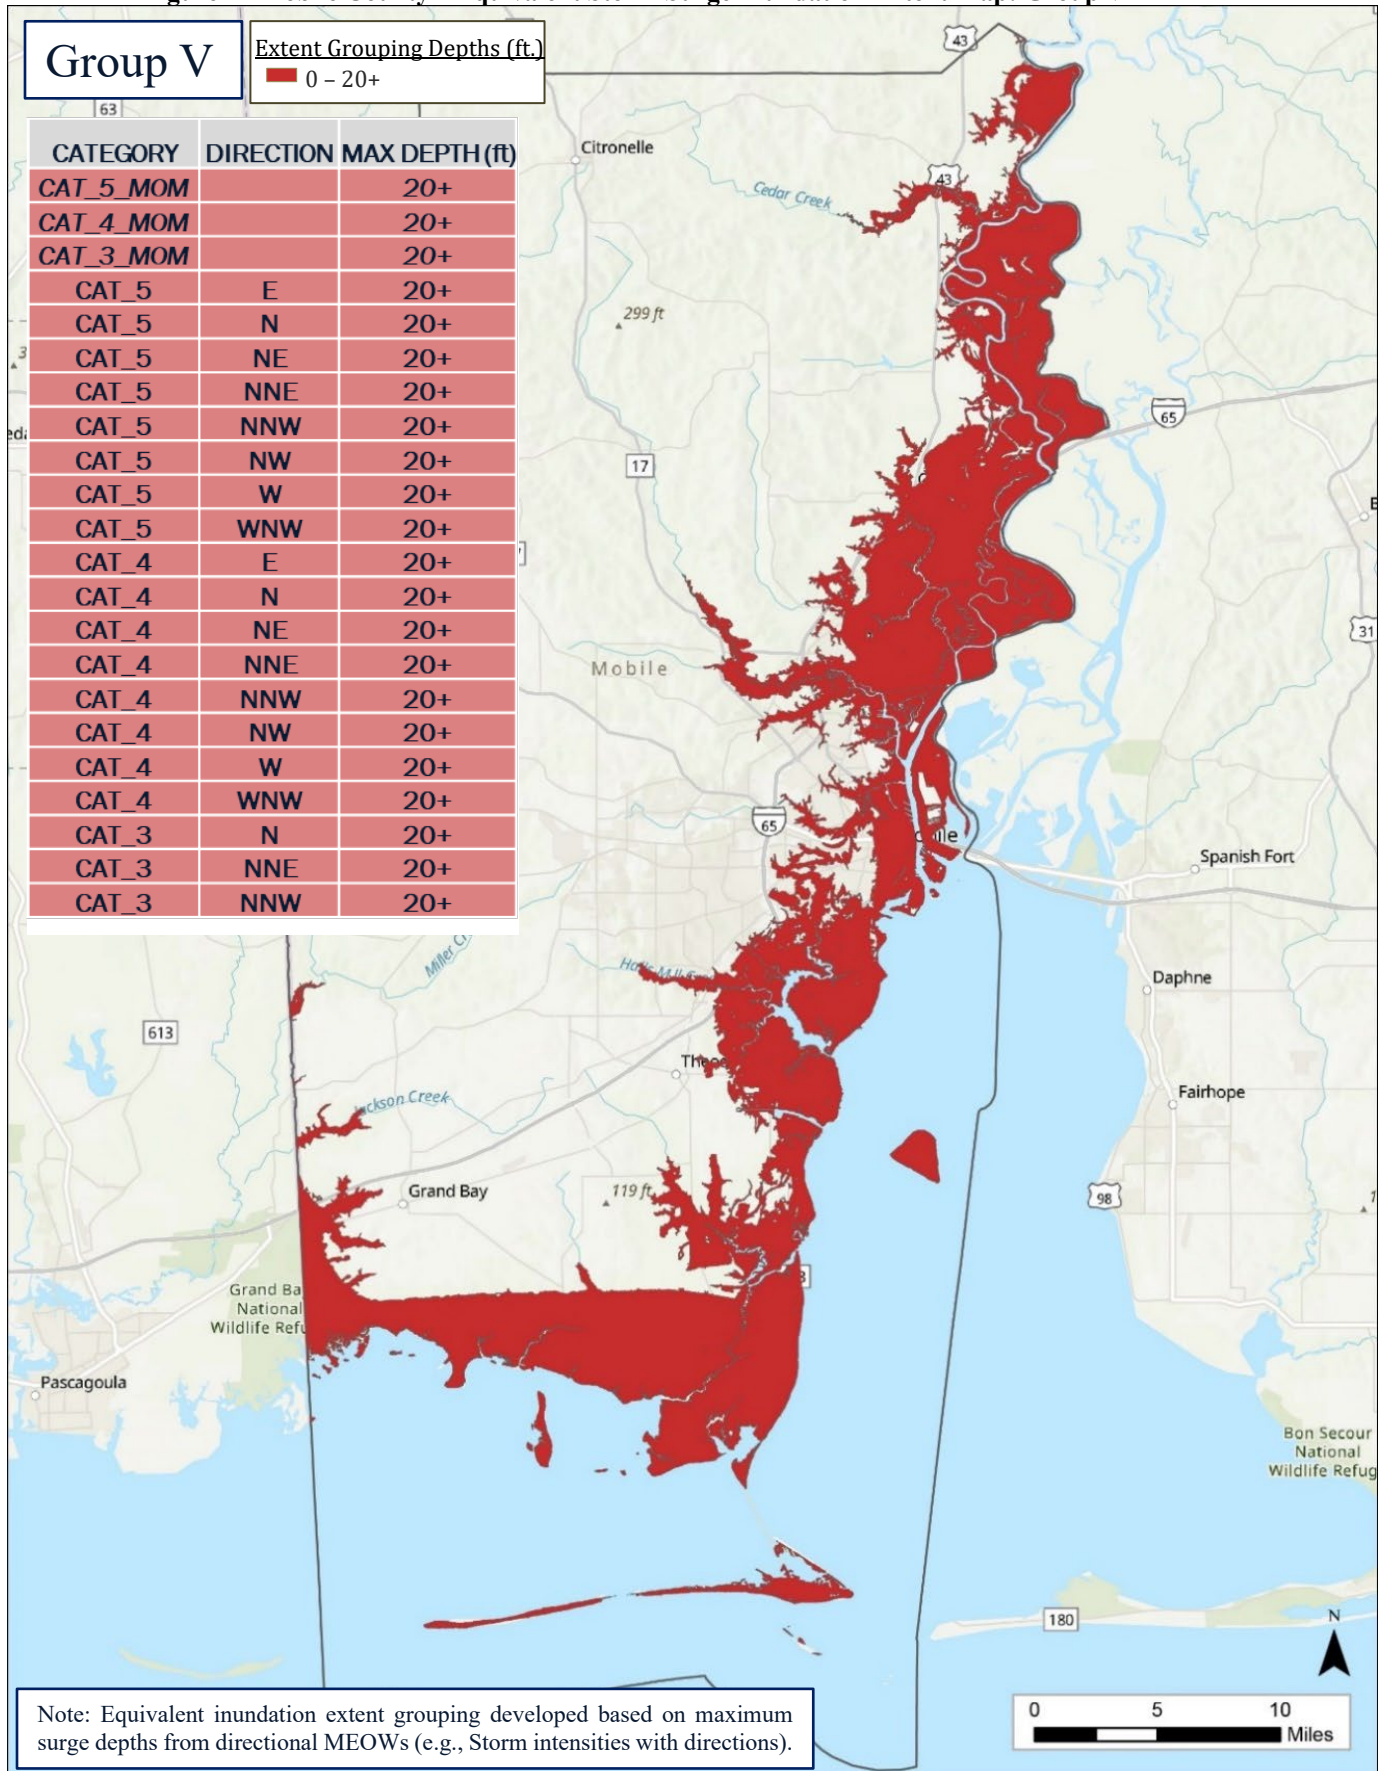 Group V
Extent Grouping Depths (ft.)
0 – 20+
CATEGORY DIRECTION MAX DEPTH (ft)
CAT_5_MOM 20+
CAT_4_MOM 20+
CAT_3_MOM 20+
CAT_5 E 20+
CAT_5 N 20+
CAT_5 NE 20+
CAT_5 NNE 20+
CAT_5 NNW 20+
CAT_5 NW 20+
CAT_5 W 20+
CAT_5 WNW 20+
CAT_4 E 20+
CAT_4 N 20+
CAT_4 NE 20+
CAT_4 NNE 20+
CAT_4 NNW 20+
CAT_4 NW 20+
CAT_4 W 20+
CAT_4 WNW 20+
CAT_3 N 20+
CAT_3 NNE 20+
CAT_3 NNW 20+
43
63
Citronelle
43
Cedar Creek
299 ft
65
17
31
Mobile
65
Spanish Fort
Daphne
613
Fairhope
Jackson Creek
Grand Bay
119 ft
98
Grand Ba
National
Wildlife Refu
Pascagoula
Bon Secour
National
Wildlife Refug
180
N
0 5 10
Miles
Note: Equivalent inundation extent grouping developed based on maximum
surge depths from directional MEOWs (e.g., Storm intensities with directions).